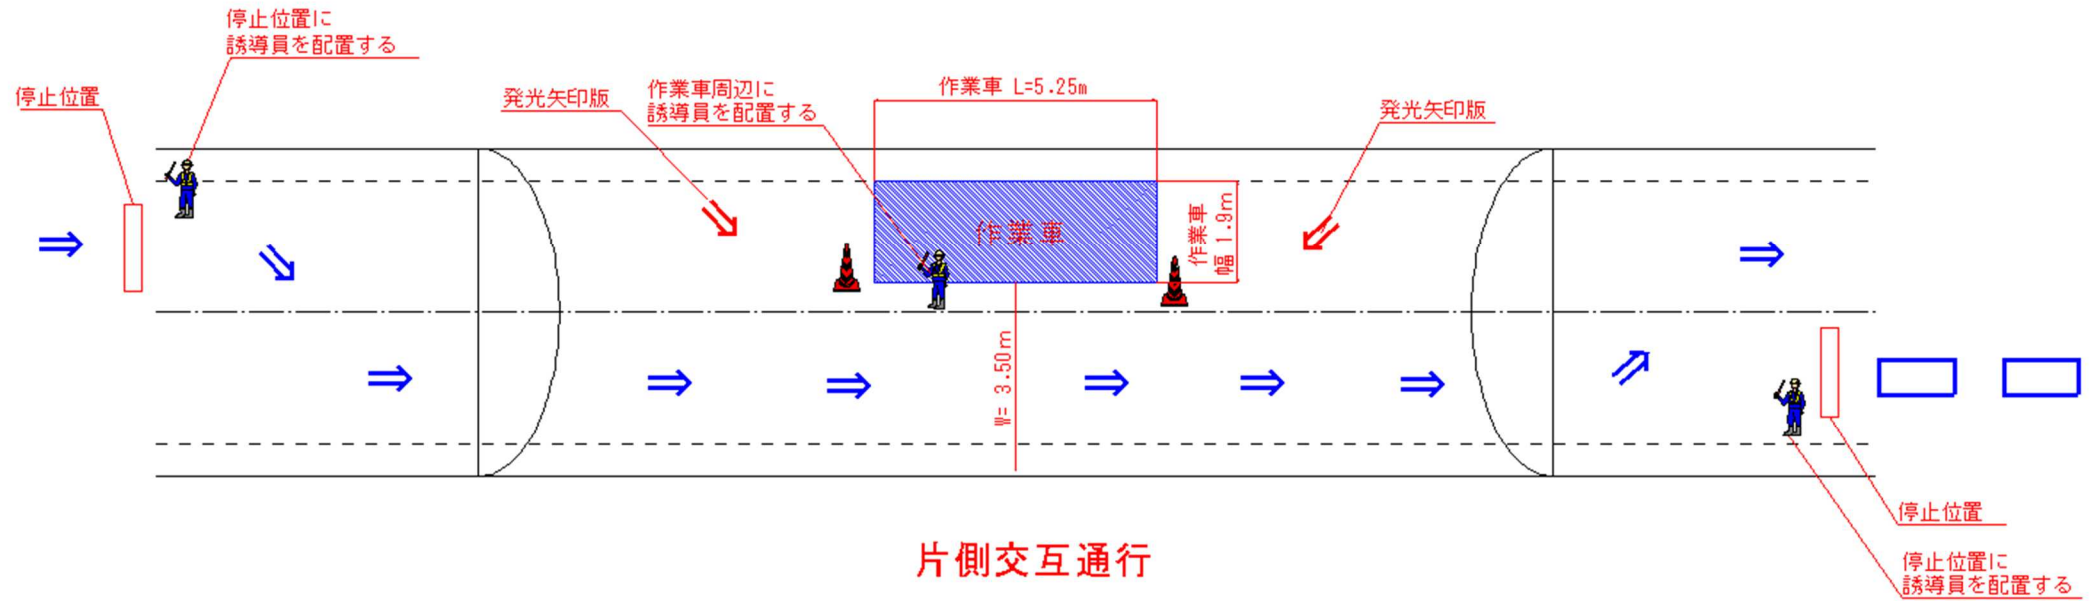 停止位置に
誘導員を配置する
停止位置
発光矢印版
作業車周辺に
誘導員を配置する
作業車 L=5.25m
発光矢印版
作業車
作業車
幅 1.9m
W= 3.50m
停止位置
停止位置に
誘導員を配置する
片側交互通行